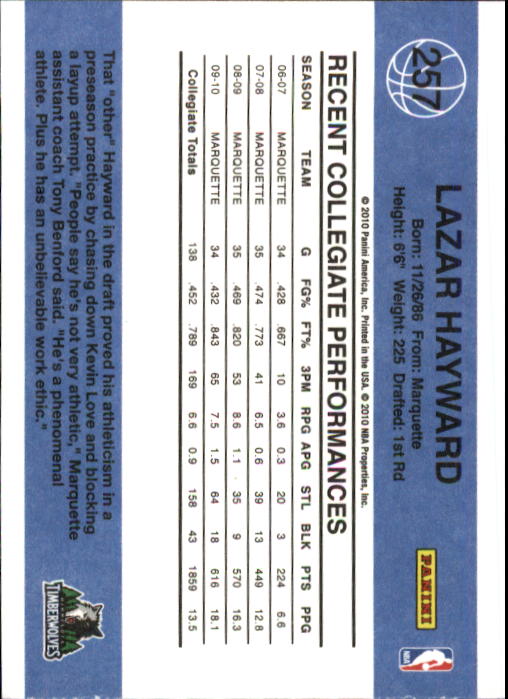 257
LAZAR HAYWARD
Born: 11/26/86 From: Marquette
Height: 6'6" Weight: 225 Drafted: 1st Rd
PANINI
NBA
© 2010 Panini America, Inc. Printed in the USA. © 2010 NBA Properties, Inc.
RECENT COLLEGIATE PERFORMANCES
SEASON TEAM G FG% FT% 3PM RPG APG STL BLK PTS PPG
06-07 MARQUETTE 34 .428 .667 10 3.6 0.3 20 3 224 6.6
07-08 MARQUETTE 35 .474 .773 41 6.5 0.6 39 13 449 12.8
08-09 MARQUETTE 35 .469 .820 53 8.6 1.1 35 9 570 16.3
09-10 MARQUETTE 34 .432 .843 65 7.5 1.5 64 18 616 18.1
Collegiate Totals 138 .452 .789 169 6.6 0.9 158 43 1859 13.5
That "other" Hayward in the draft proved his athleticism in a
preseason practice by chasing down Kevin Love and blocking
a layup attempt. "People say he's not very athletic," Marquette
assistant coach Tony Benford said. "He's a phenomenal
athlete. Plus he has an unbelievable work ethic."
TIMBERWOLVES